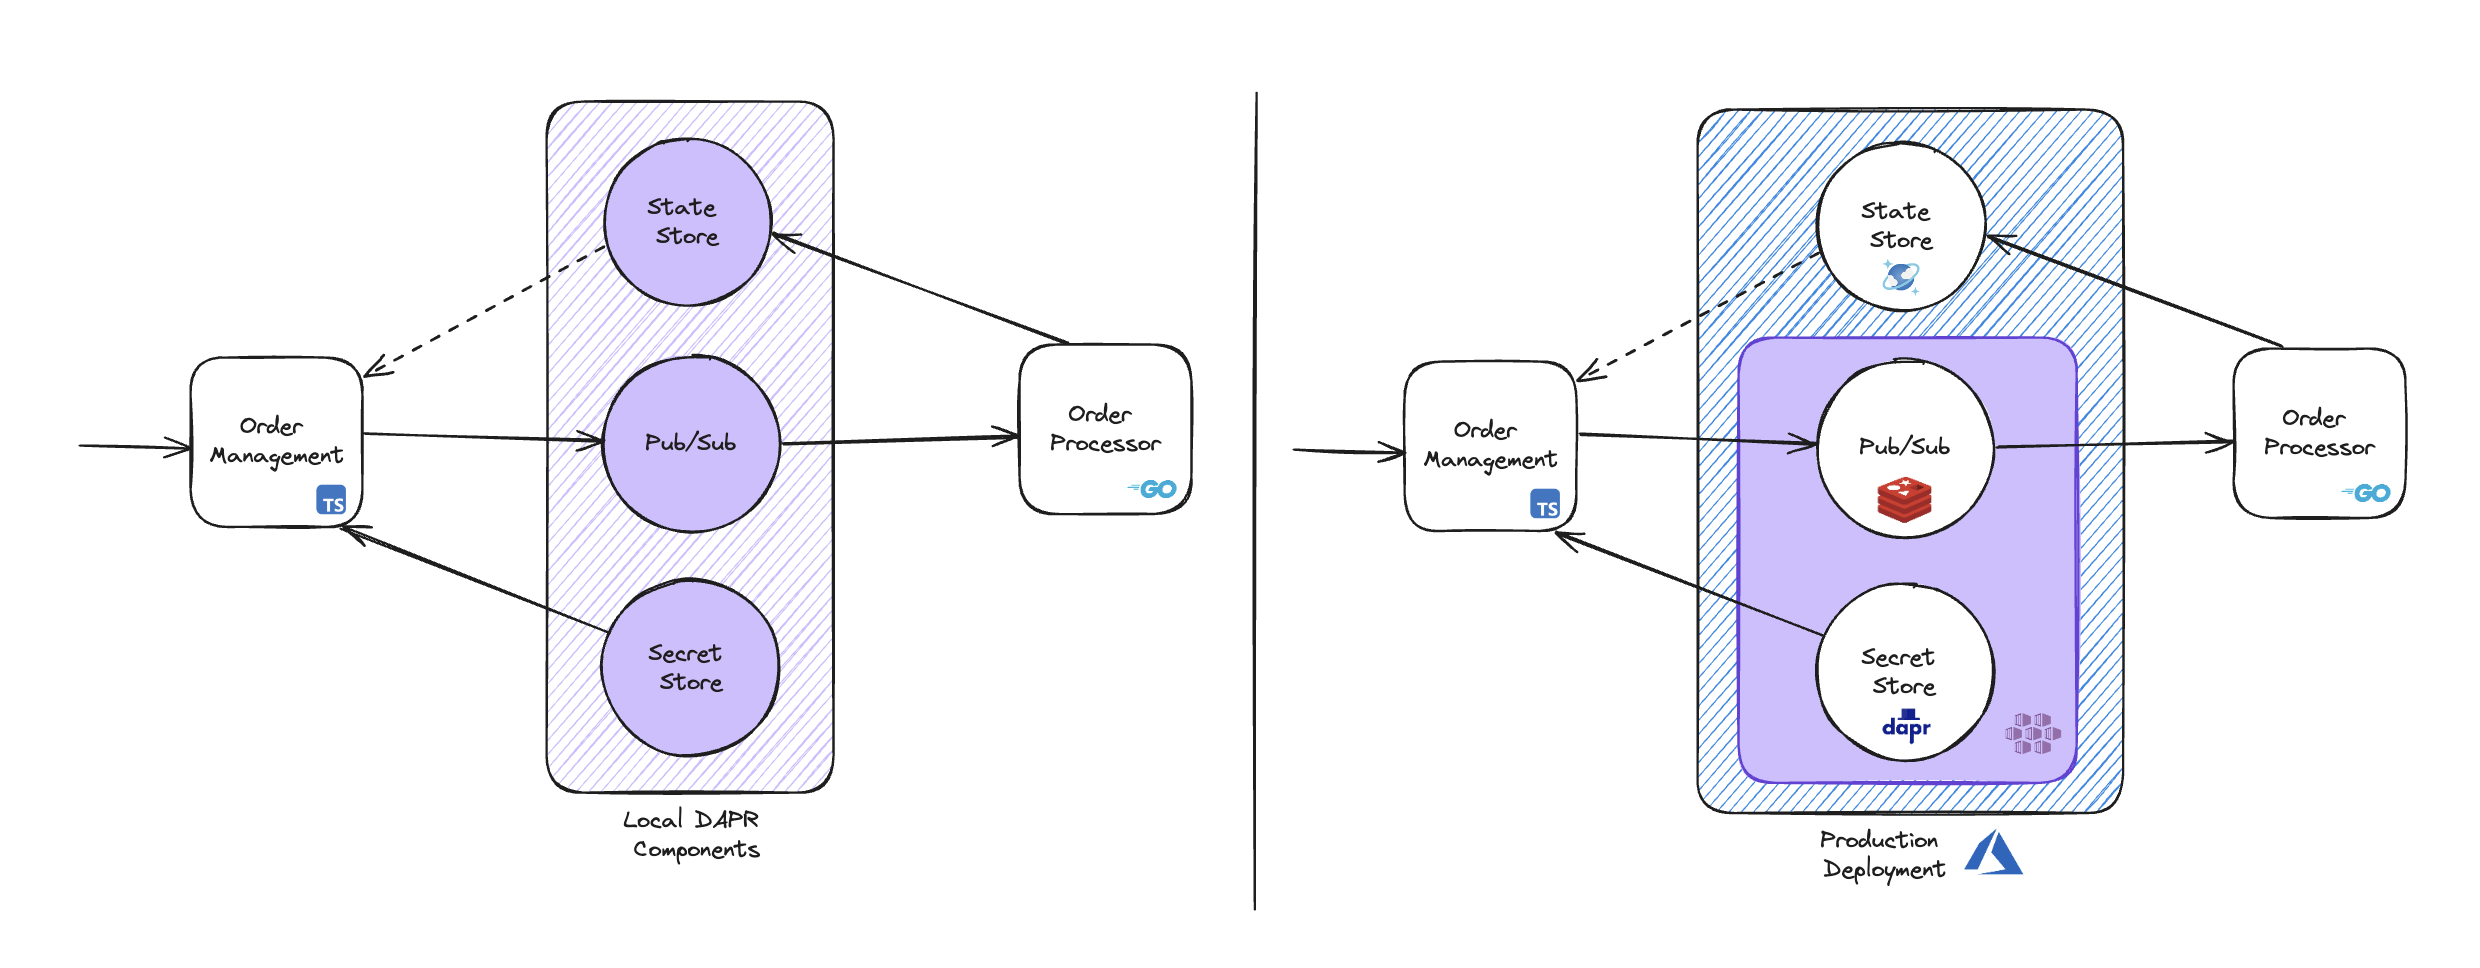 State
Store
Order
Management
TS
Pub/Sub
Order
Processor
GO
Secret
Store
Local DAPR
Components
State
Store
Order
Management
TS
Pub/Sub
Order
Processor
GO
Secret
Store
dapr
Production
Deployment